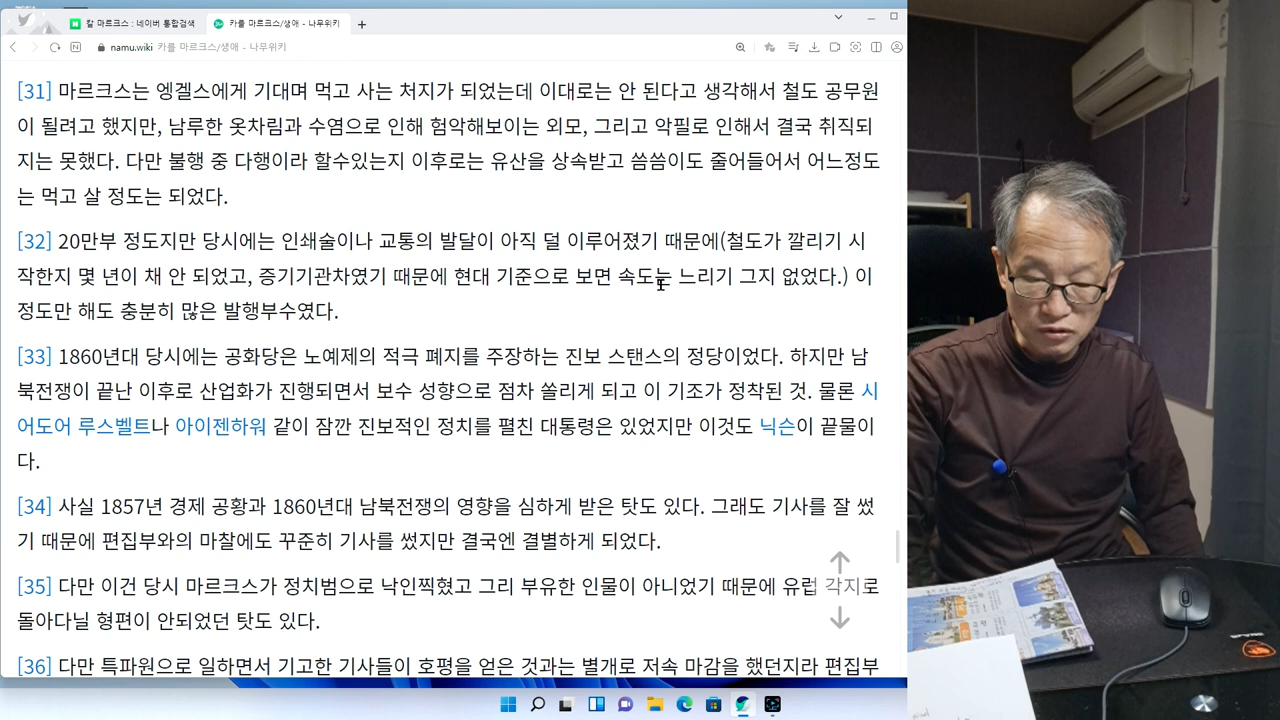 칼 마르크스 : 네이버 통합검색
카를 마르크스/생애 - 나무위키
namu.wiki 카를 마르크스/생애 - 나무위키
[31] 마르크스는 엥겔스에게 기대며 먹고 사는 처지가 되었는데 이대로는 안 된다고 생각해서 철도 공무원
이 될려고 했지만, 남루한 옷차림과 수염으로 인해 험악해보이는 외모, 그리고 악필로 인해서 결국 취직되
지는 못했다. 다만 불행 중 다행이라 할수있는지 이후로는 유산을 상속받고 씀씀이도 줄어들어서 어느정도
는 먹고 살 정도는 되었다.
[32] 20만부 정도지만 당시에는 인쇄술이나 교통의 발달이 아직 덜 이루어졌기 때문에(철도가 깔리기 시
작한지 몇 년이 채 안 되었고, 증기기관차였기 때문에 현대 기준으로 보면 속도는 느리기 그지 없었다.) 이
정도만 해도 충분히 많은 발행부수였다.
[33] 1860년대 당시에는 공화당은 노예제의 적극 폐지를 주장하는 진보 스탠스의 정당이었다. 하지만 남
북전쟁이 끝난 이후로 산업화가 진행되면서 보수 성향으로 점차 쏠리게 되고 이 기조가 정착된 것. 물론 시
어도어 루스벨트나 아이젠하워 같이 잠깐 진보적인 정치를 펼친 대통령은 있었지만 이것도 닉슨이 끝물이
다.
[34] 사실 1857년 경제 공황과 1860년대 남북전쟁의 영향을 심하게 받은 탓도 있다. 그래도 기사를 잘 썼
기 때문에 편집부와의 마찰에도 꾸준히 기사를 썼지만 결국엔 결별하게 되었다.
[35] 다만 이건 당시 마르크스가 정치범으로 낙인찍혔고 그리 부유한 인물이 아니었기 때문에 유럽 각지로
돌아다닐 형편이 안되었던 탓도 있다.
[36] 다만 특파원으로 일하면서 기고한 기사들이 호평을 얻은 것과는 별개로 저속 마감을 했던지라 편집부